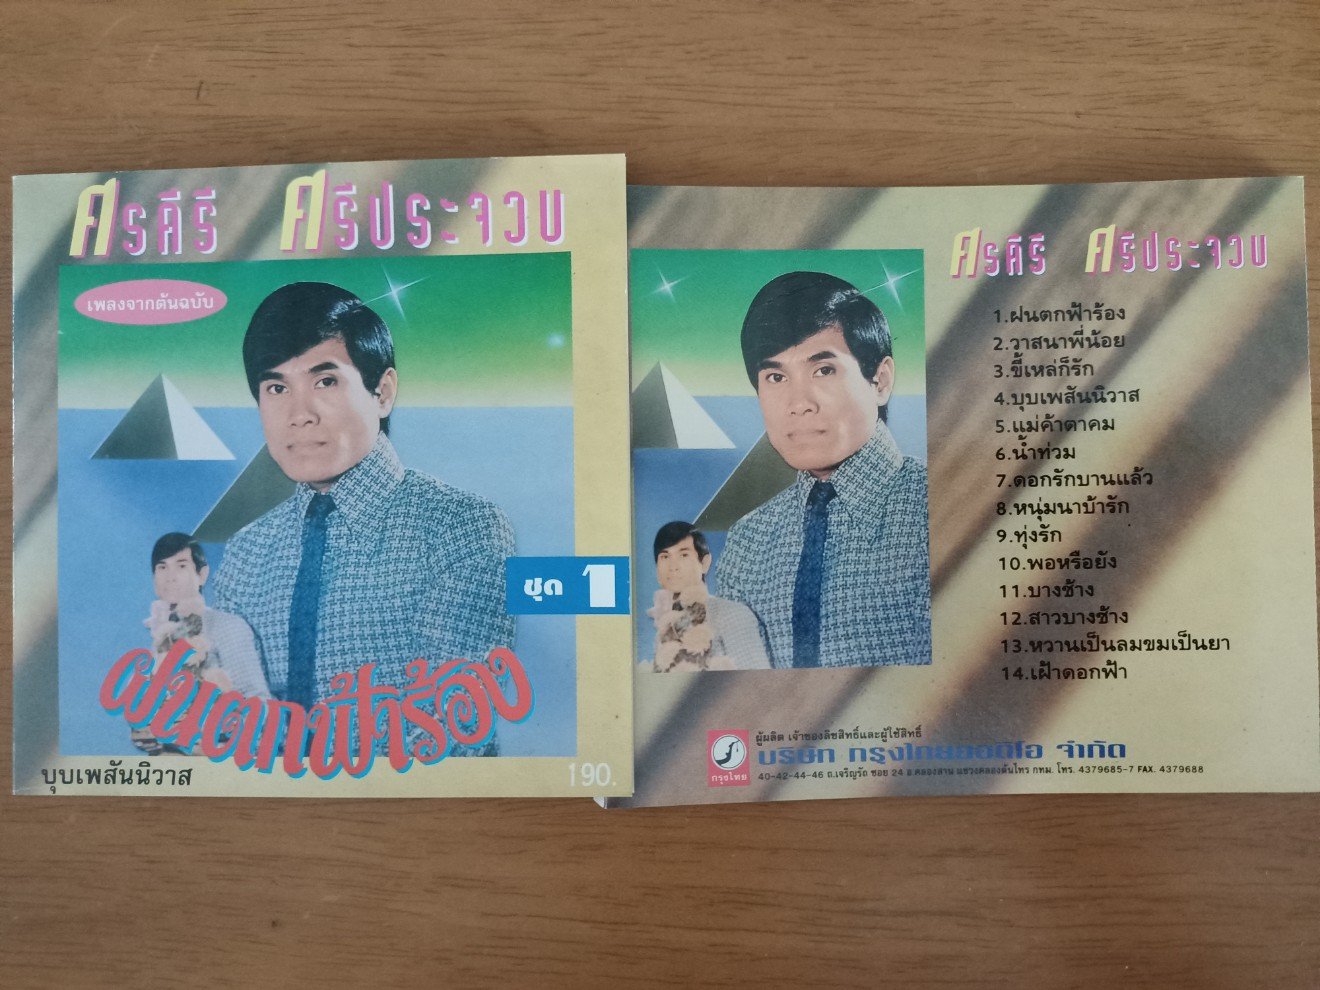 ศรคีรี ศรีประจวบ
เพลงจากต้นฉบับ
ชุด 1
ฝนตกฟ้าร้อง
บุบเพสันนิวาส
190.
ศรคีรี ศรีประจวบ
1.ฝนตกฟ้าร้อง
2.วาสนาพี่น้อย
3.ขี้เหล่ก็รัก
4.บุบเพสันนิวาส
5.แม่ค้าตาคม
6.น้ำท่วม
7.ดอกรักบานแล้ว
8.หนุ่มนาบ้ารัก
9.ทุ่งรัก
10.พอหรือยัง
11.บางช้าง
12.สาวบางช้าง
13.หวานเป็นลมขมเป็นยา
14.เฝ้าดอกฟ้า
กรุงไทย
ผู้ผลิต เจ้าของลิขสิทธิ์และผู้ใช้สิทธิ์
บริษัท กรุงไทยออดิโอ จำกัด
40-42-44-46 ถ.เจริญรัถ ซอย 24 อ.คลองสาน แขวงคลองต้นไทร กทม. โทร. 4379685-7 FAX. 4379688